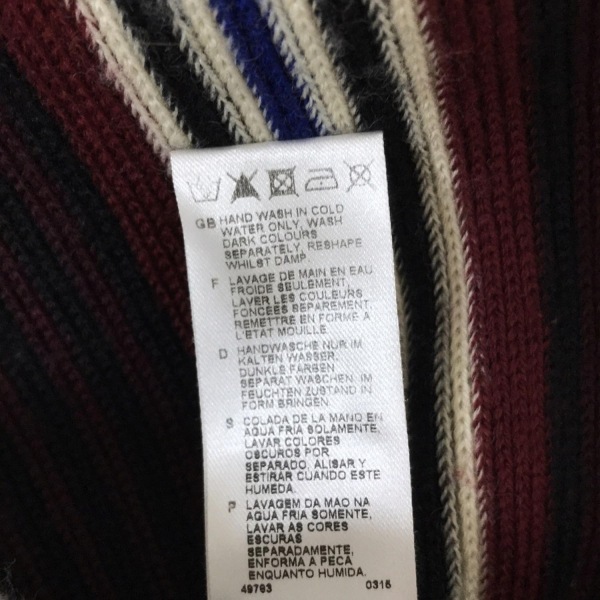 GB HAND WASH IN COLD
WATER ONLY, WASH
DARK COLOURS
SEPARATELY, RESHAPE
WHILST DAMP.
F LAVAGE DE MAIN EN EAU
FROIDE SEULEMENT,
LAVER LES COULEURS
FONCEES SEPAREMENT.
REMETTRE EN FORME A
L'ETAT MOUILLE.
D HANDWASCHE NUR IM
KALTEN WASSER.
DUNKLE FARBEN
SEPARAT WASCHEN. IM
FEUCHTEN ZUSTAND IN
FORM BRINGEN.
S COLADA DE LA MANO EN
AGUA FRIA SOLAMENTE,
LAVAR COLORES
OSCUROS POR
SEPARADO, ALISAR Y
ESTIRAR CUANDO ESTE
HUMEDA.
P LAVAGEM DA MAO NA
AGUA FRIA SOMENTE,
LAVAR AS CORES
ESCURAS
SEPARADAMENTE,
ENFORMA A PECA
ENQUANTO HUMIDA.
49763 0315